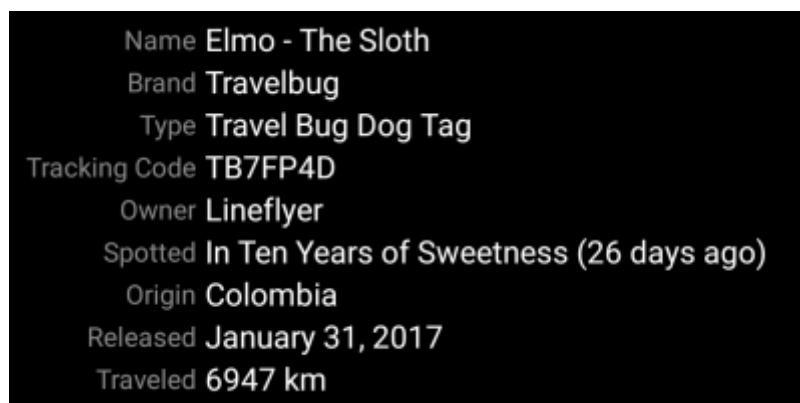 Name Elmo - The Sloth
Brand Travelbug
Type Travel Bug Dog Tag
Tracking Code TB7FP4D
Owner Lineflyer
Spotted In Ten Years of Sweetness (26 days ago)
Origin Colombia
Released January 31, 2017
Traveled 6947 km